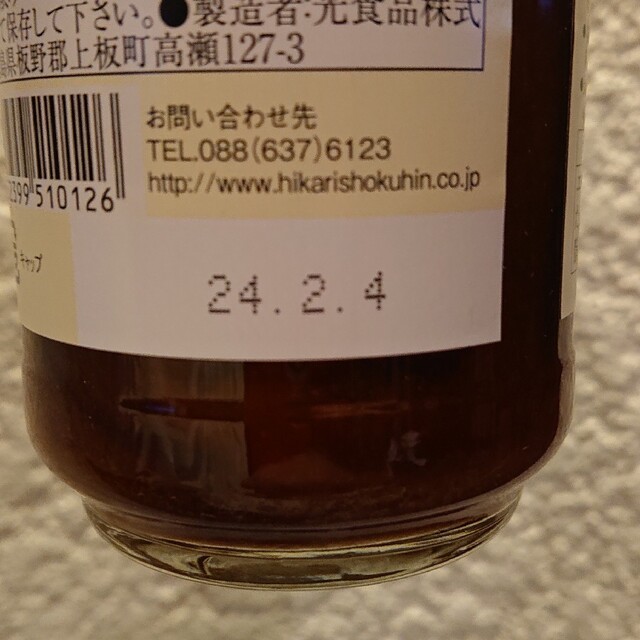 く保存して下さい。●製造者:光食品株式
島県板野郡上板町高瀬127-3
510126
お問い合わせ先
TEL.088(637)6123
http://www.hikarishokuhin.co.jp
キャップ
24.2.4